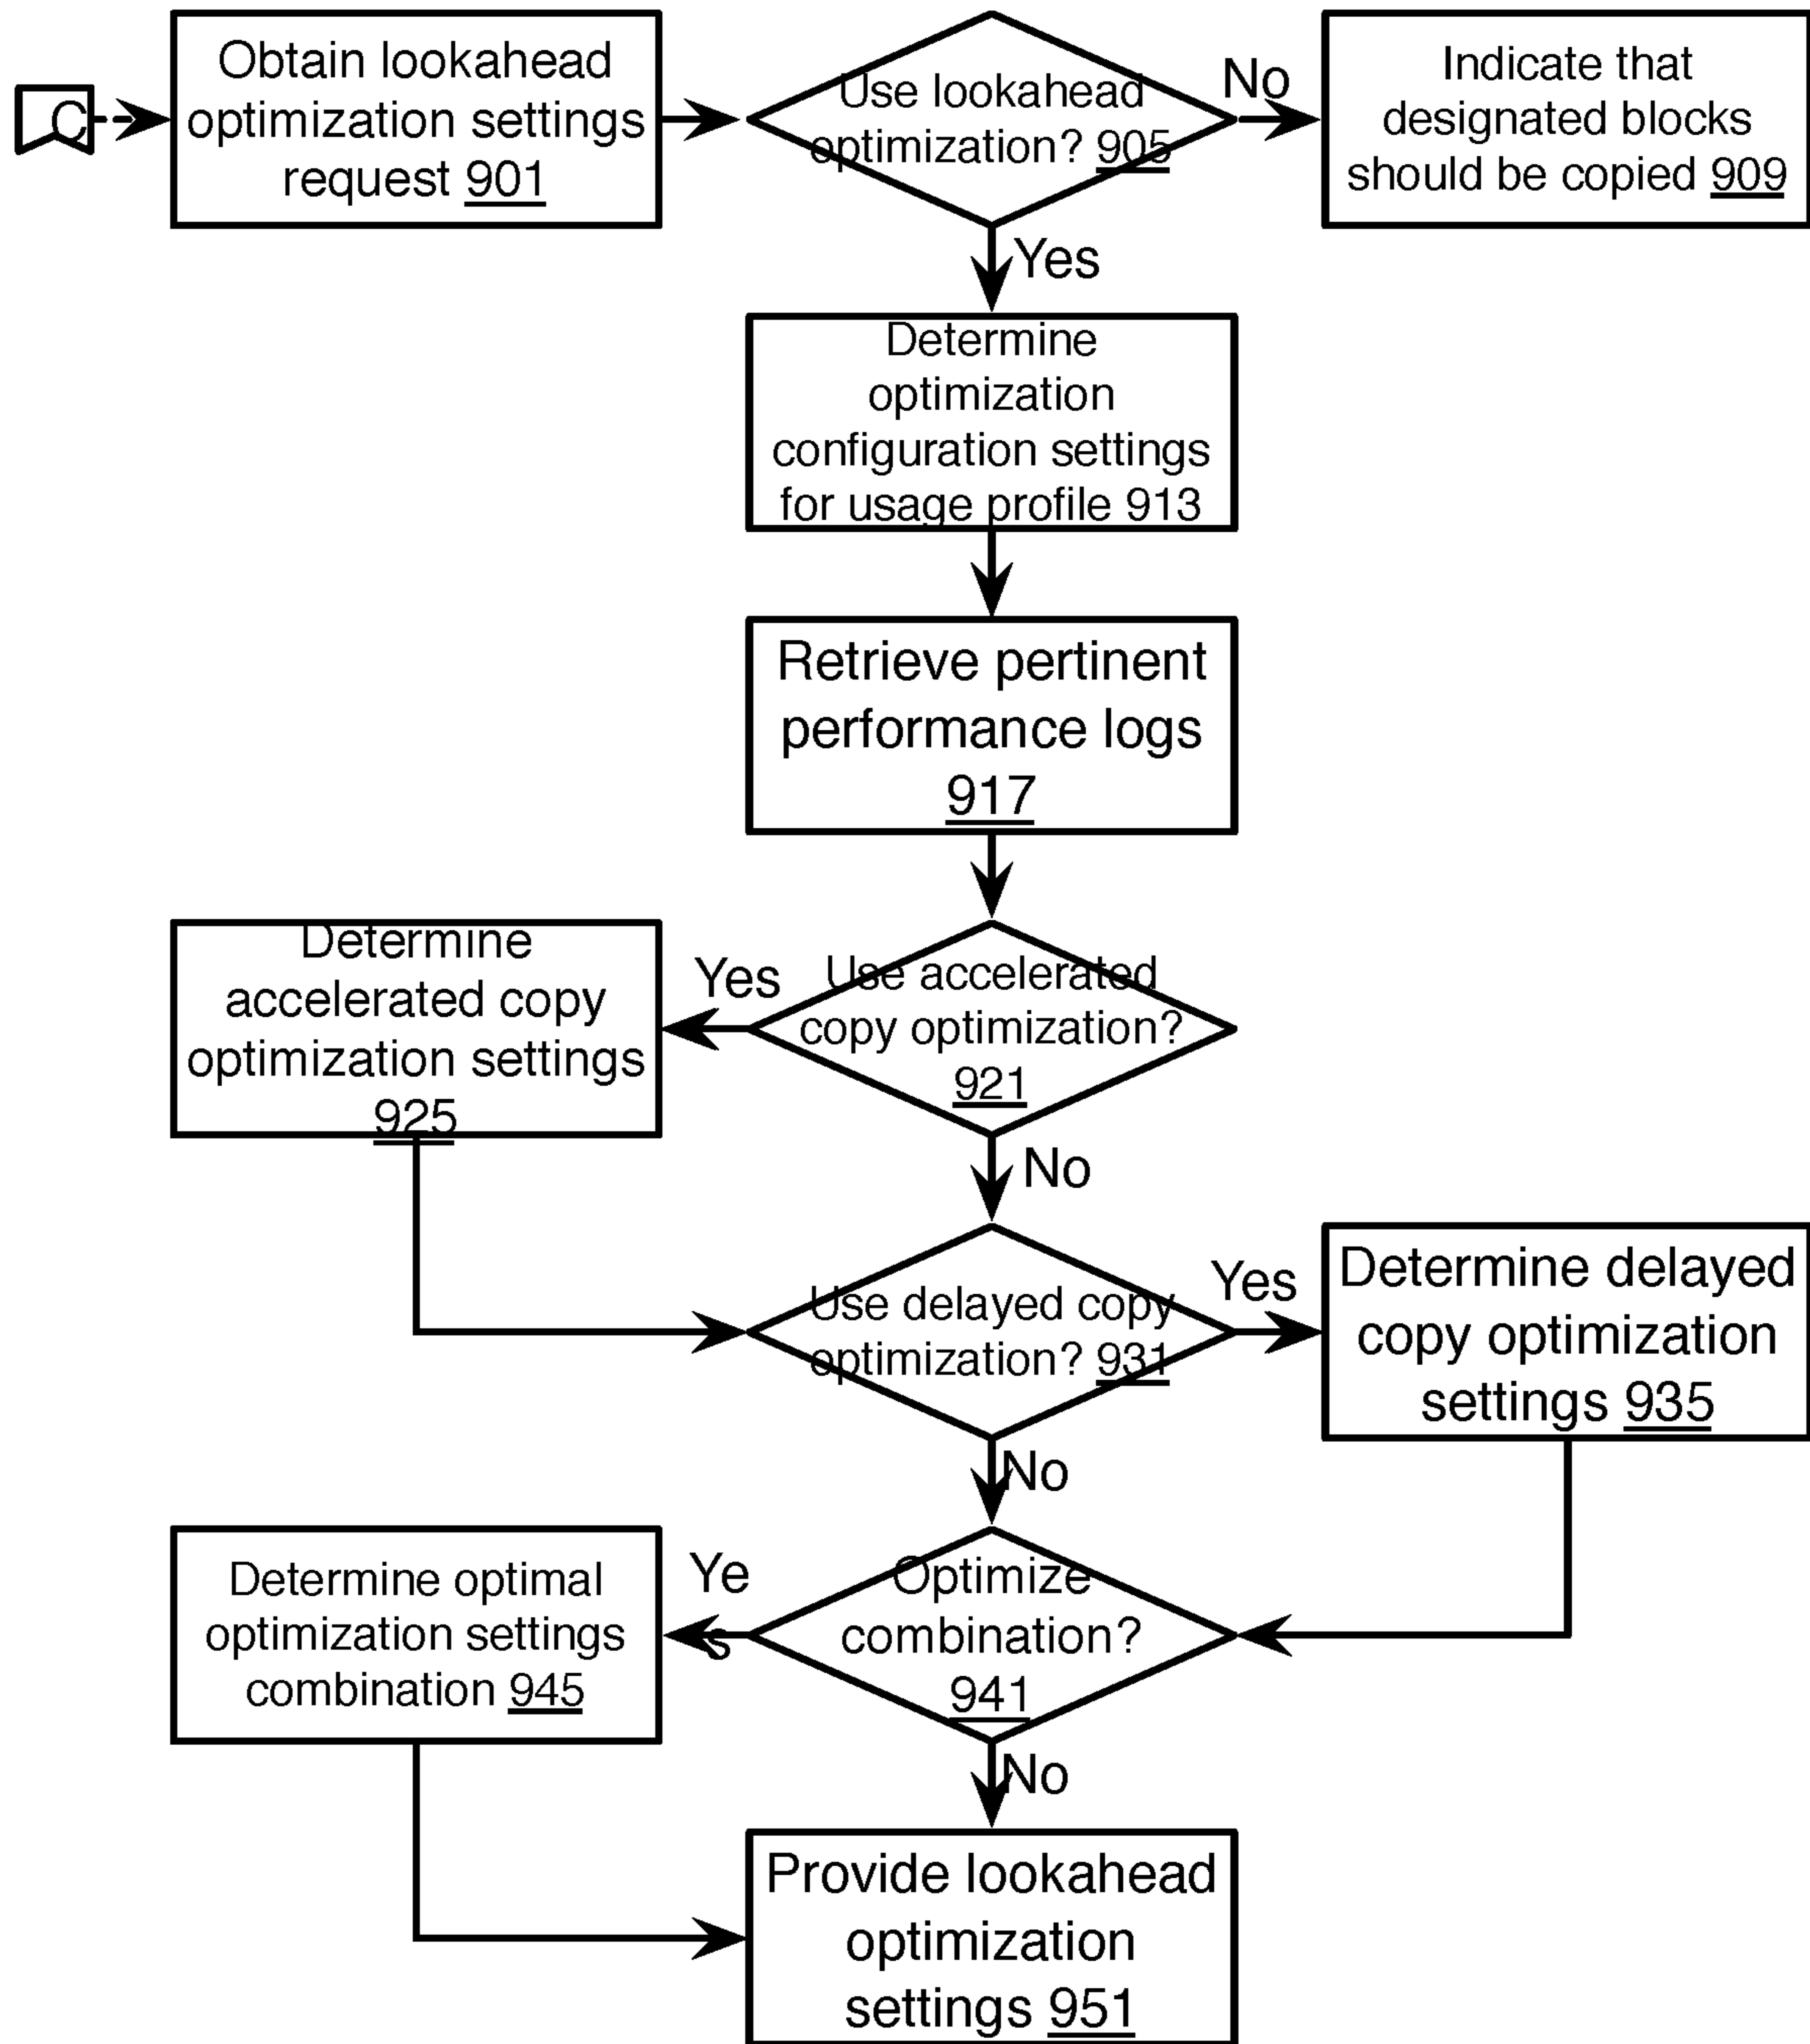 C
Obtain lookahead
optimization settings
request 901
Use lookahead
optimization? 905
No
Indicate that
designated blocks
should be copied 909
Yes
Determine
optimization
configuration settings
for usage profile 913
Retrieve pertinent
performance logs
917
Determine
accelerated copy
optimization settings
925
Yes
Use accelerated
copy optimization?
921
No
Use delayed copy
optimization? 931
Yes
Determine delayed
copy optimization
settings 935
No
Determine optimal
optimization settings
combination 945
Ye
s
Optimize
combination?
941
No
Provide lookahead
optimization
settings 951